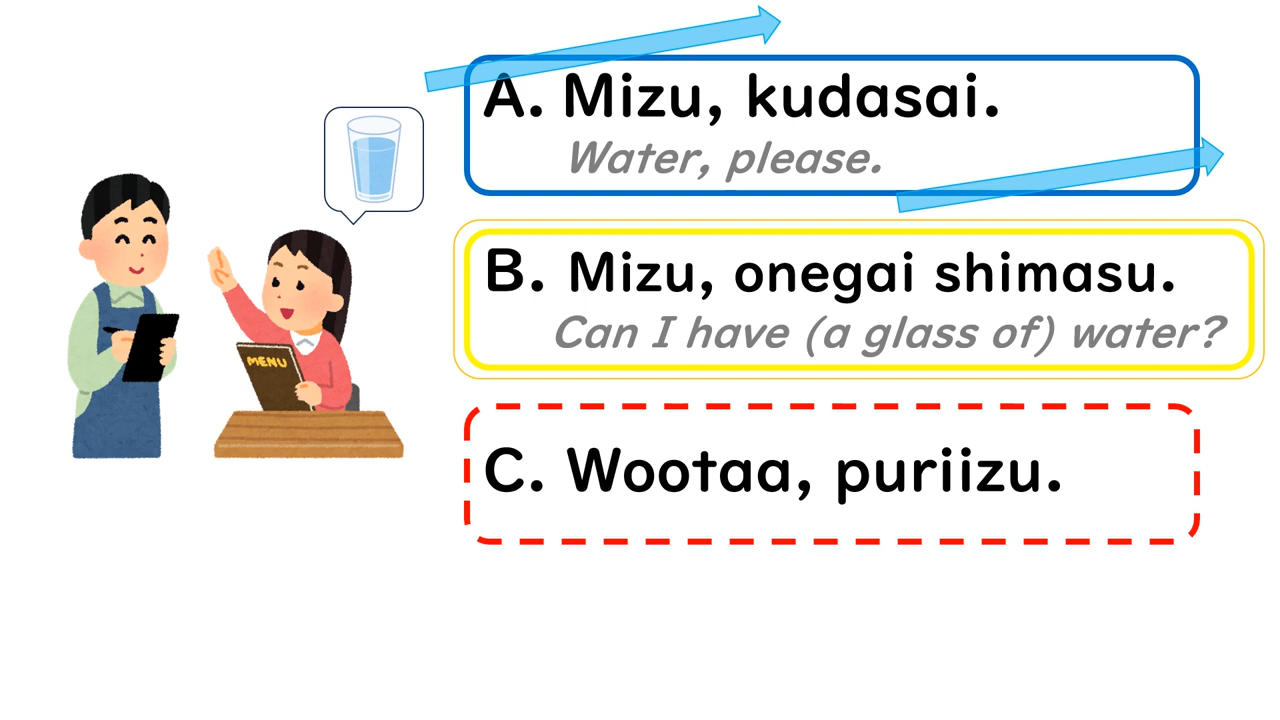 A. Mizu, kudasai.
Water, please.
B. Mizu, onegai shimasu.
Can I have (a glass of) water?
MENU
C. Wootaa, puriizu.